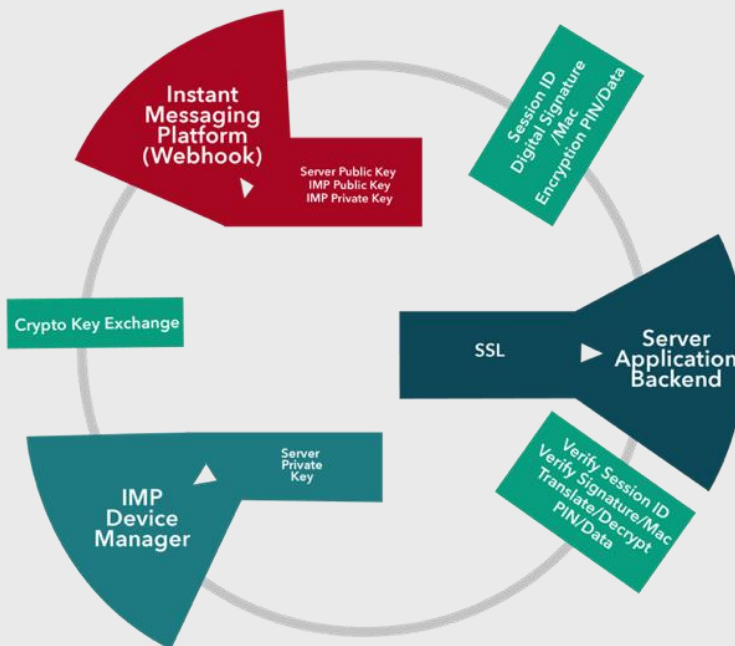 Instant
Messaging
Platform
(Webhook)
Server Public Key
IMP Public Key
IMP Private Key
Session ID
Digital Signature
/Mac
Encryption PIN/Data
Crypto Key Exchange
SSL
Server
Application
Backend
IMP
Device
Manager
Server
Private
Key
Verify Session ID
Verify Signature/Mac
Translate/Decrypt
PIN/Data